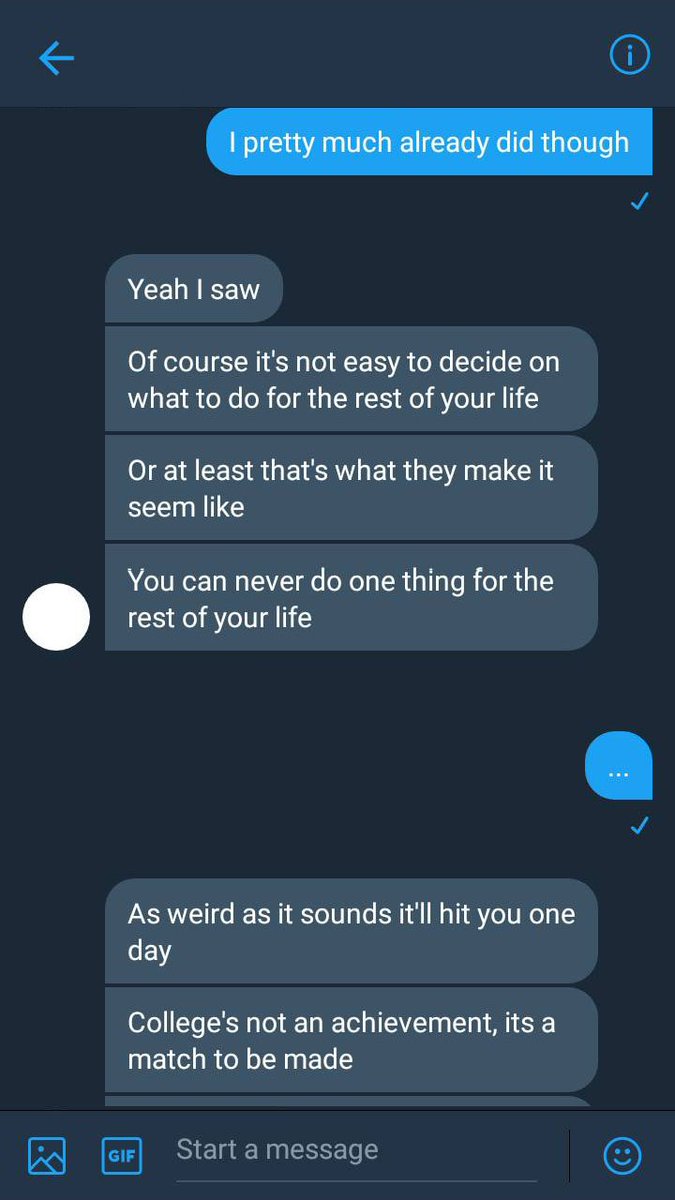 I pretty much already did though
Yeah I saw
Of course it's not easy to decide on
what to do for the rest of your life
Or at least that's what they make it
seem like
You can never do one thing for the
rest of your life
...
As weird as it sounds it'll hit you one
day
College's not an achievement, its a
match to be made
GIF
Start a message